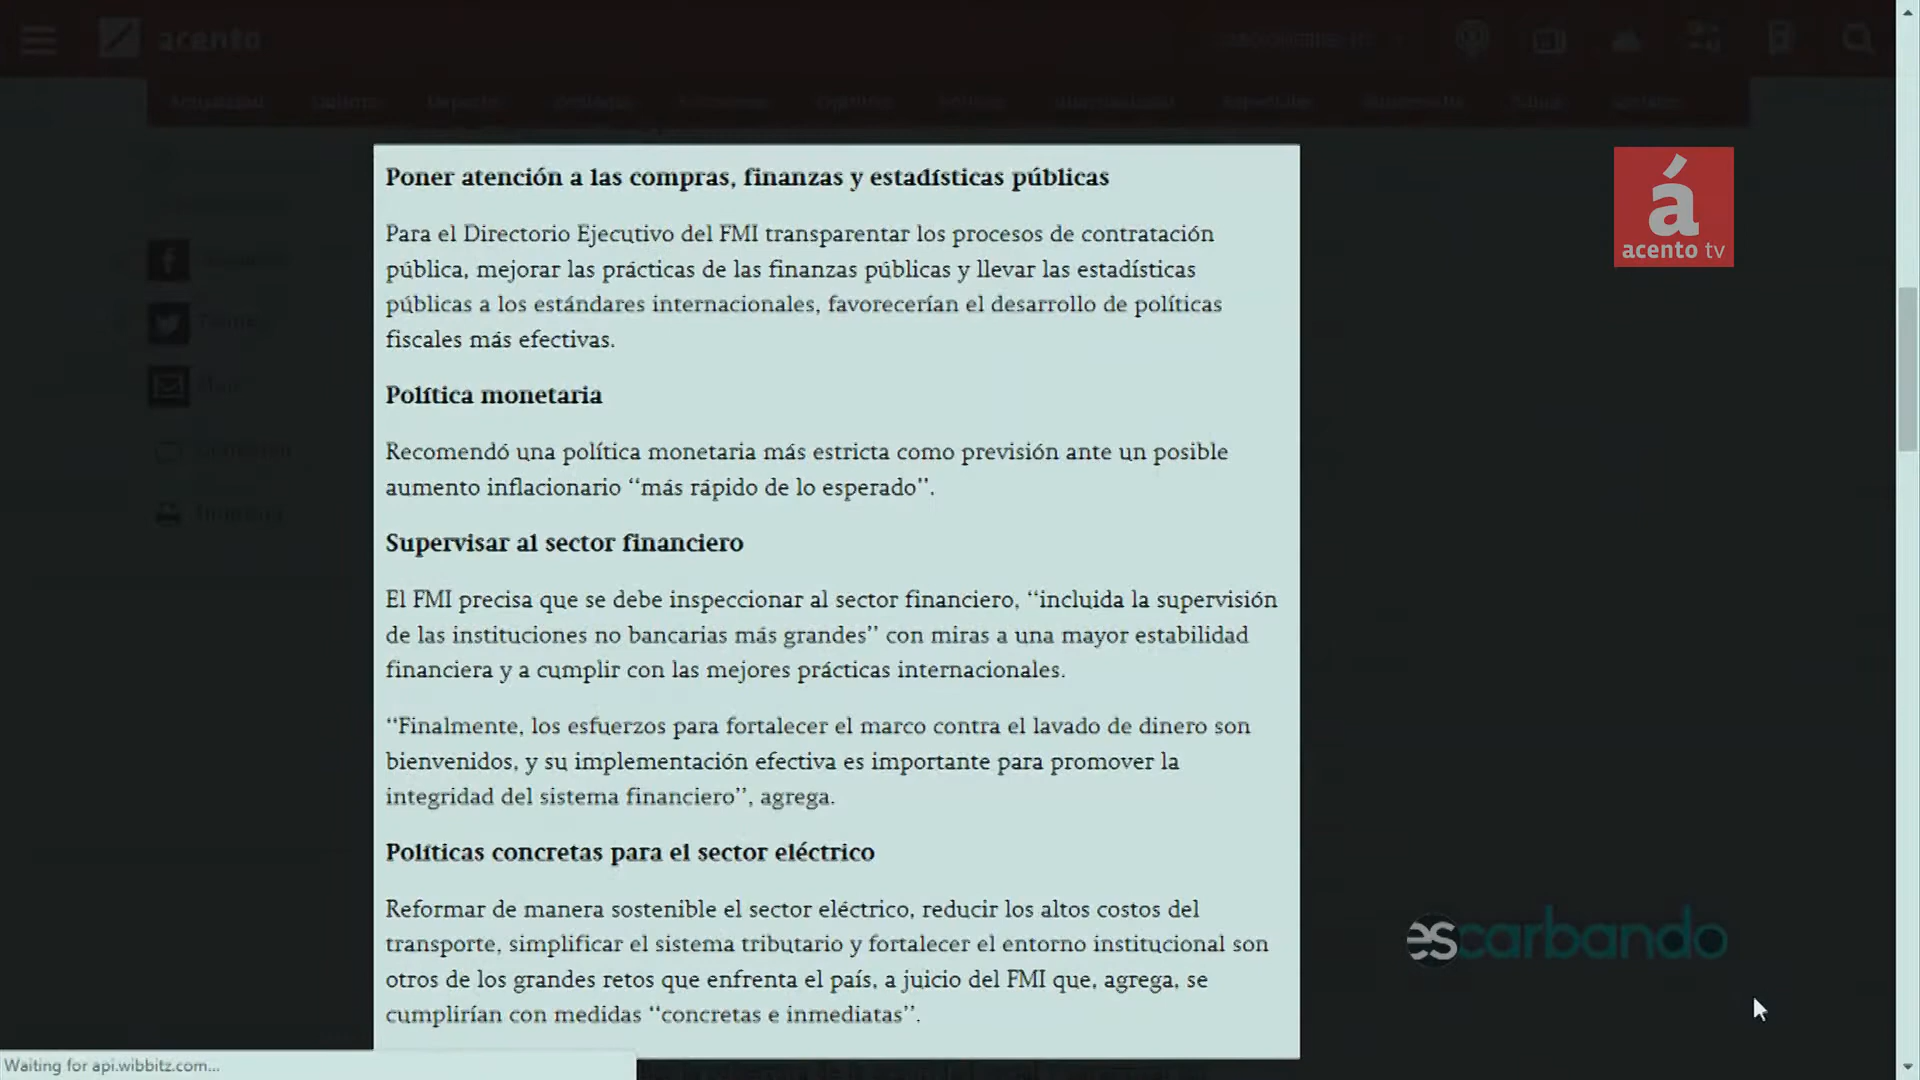 acento
Poner atención a las compras, finanzas y estadísticas públicas
Para el Directorio Ejecutivo del FMI transparentar los procesos de contratación
pública, mejorar las prácticas de las finanzas públicas y llevar las estadísticas
públicas a los estándares internacionales, favorecerían el desarrollo de políticas
fiscales más efectivas.
Política monetaria
Recomendó una política monetaria más estricta como previsión ante un posible
aumento inflacionario “más rápido de lo esperado”.
Supervisar al sector financiero
El FMI precisa que se debe inspeccionar al sector financiero, “incluida la supervisión
de las instituciones no bancarias más grandes” con miras a una mayor estabilidad
financiera y a cumplir con las mejores prácticas internacionales.
“Finalmente, los esfuerzos para fortalecer el marco contra el lavado de dinero son
bienvenidos, y su implementación efectiva es importante para promover la
integridad del sistema financiero”, agrega.
Políticas concretas para el sector eléctrico
Reformar de manera sostenible el sector eléctrico, reducir los altos costos del
transporte, simplificar el sistema tributario y fortalecer el entorno institucional son
otros de los grandes retos que enfrenta el país, a juicio del FMI que, agrega, se
cumplirían con medidas “concretas e inmediatas”.
á
acento tv
escarbando
Waiting for api.wibbitz.com...